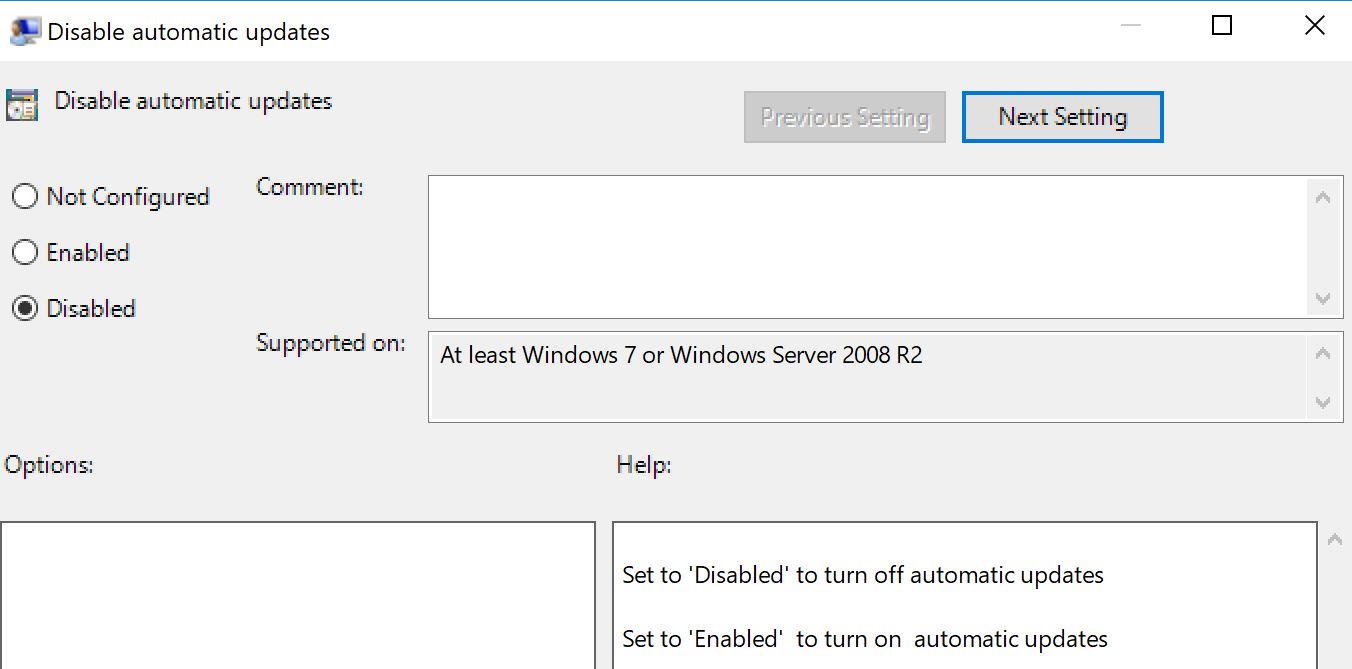 Disable automatic updates
Disable automatic updates
Previous Setting
Next Setting
Not Configured
Comment:
Enabled
Disabled
Supported on:
At least Windows 7 or Windows Server 2008 R2
Options:
Help:
Set to 'Disabled' to turn off automatic updates
Set to 'Enabled'  to turn on  automatic updates